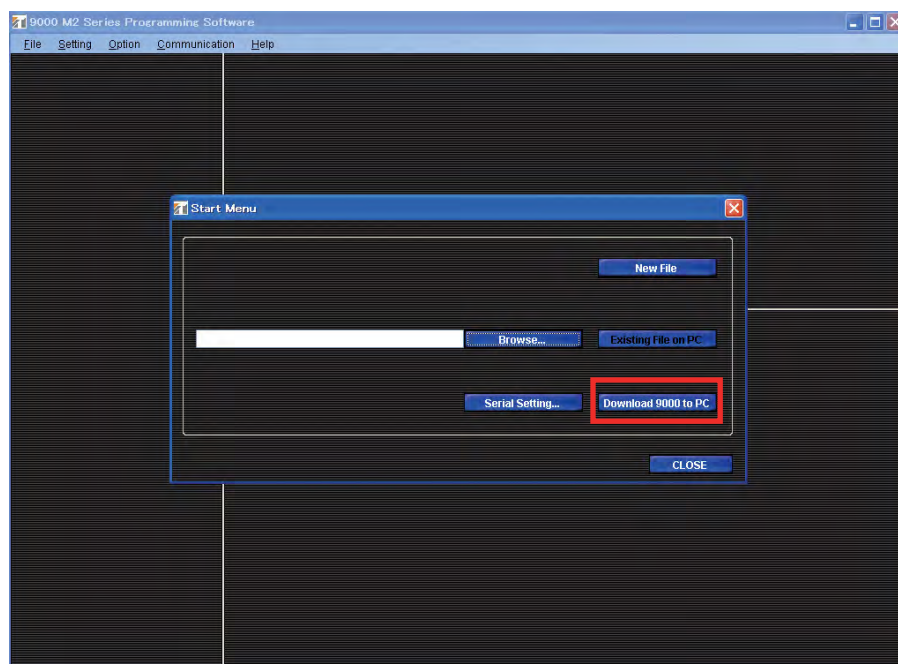 9000 M2 Series Programming Software
File Setting Option Communication Help
Start Menu
New File
Browse... Existing File on PC
Serial Setting... Download 9000 to PC
CLOSE